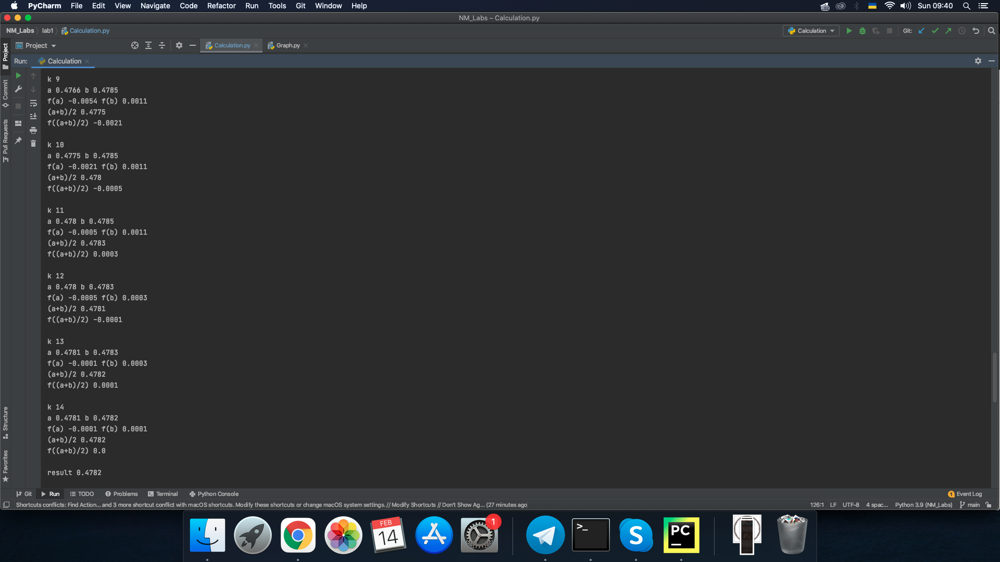 PyCharm File Edit View Navigate Code Refactor Run Tools Git Window Help
02
Sun 09:40
NM_Labs – Calculation.py
NM_Labs lab1 Calculation.py
Calculation
Git:
Project
Calculation.py Graph.py
Run: Calculation
Project
Commit
Pull Requests
Structure
Favorites
k 9
a 0.4766 b 0.4785
f(a) -0.0054 f(b) 0.0011
(a+b)/2 0.4775
f((a+b)/2) -0.0021
k 10
a 0.4775 b 0.4785
f(a) -0.0021 f(b) 0.0011
(a+b)/2 0.478
f((a+b)/2) -0.0005
k 11
a 0.478 b 0.4785
f(a) -0.0005 f(b) 0.0011
(a+b)/2 0.4783
f((a+b)/2) 0.0003
k 12
a 0.478 b 0.4783
f(a) -0.0005 f(b) 0.0003
(a+b)/2 0.4781
f((a+b)/2) -0.0001
k 13
a 0.4781 b 0.4783
f(a) -0.0001 f(b) 0.0003
(a+b)/2 0.4782
f((a+b)/2) 0.0001
k 14
a 0.4781 b 0.4782
f(a) -0.0001 f(b) 0.0001
(a+b)/2 0.4782
f((a+b)/2) 0.0
result 0.4782
Git Run TODO Problems Terminal Python Console
1 Event Log
Shortcuts conflicts: Find Action... and 3 more shortcut conflict with macOS shortcuts. Modify these shortcuts or change macOS system settings. // Modify Shortcuts // Don't Show Ag... (27 minutes ago)
126:1 LF UTF-8 4 spac... Python 3.9 (NM_Labs) main
FEB
14
1
>_
S
PC